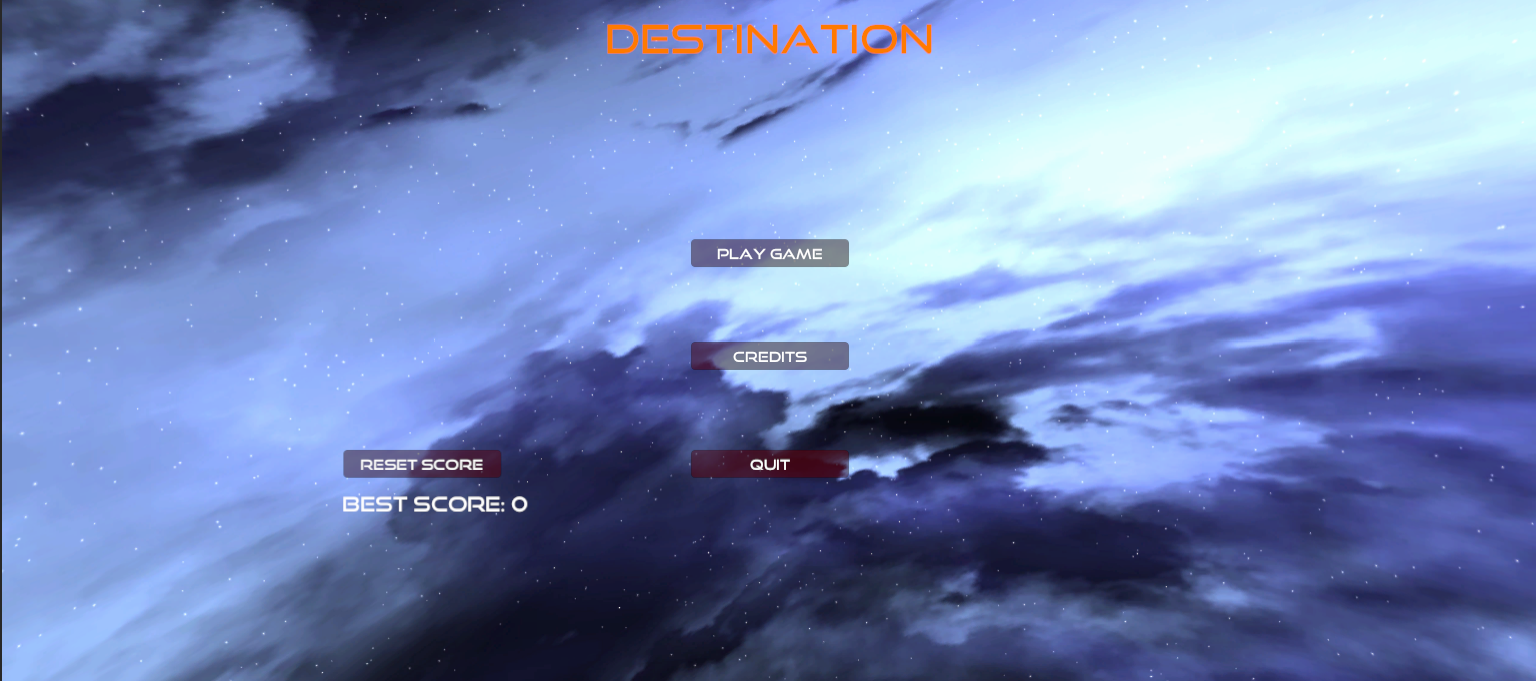 DESTINATION
PLAY GAME
CREDITS
RESET SCORE
QUIT
BEST SCORE: 0